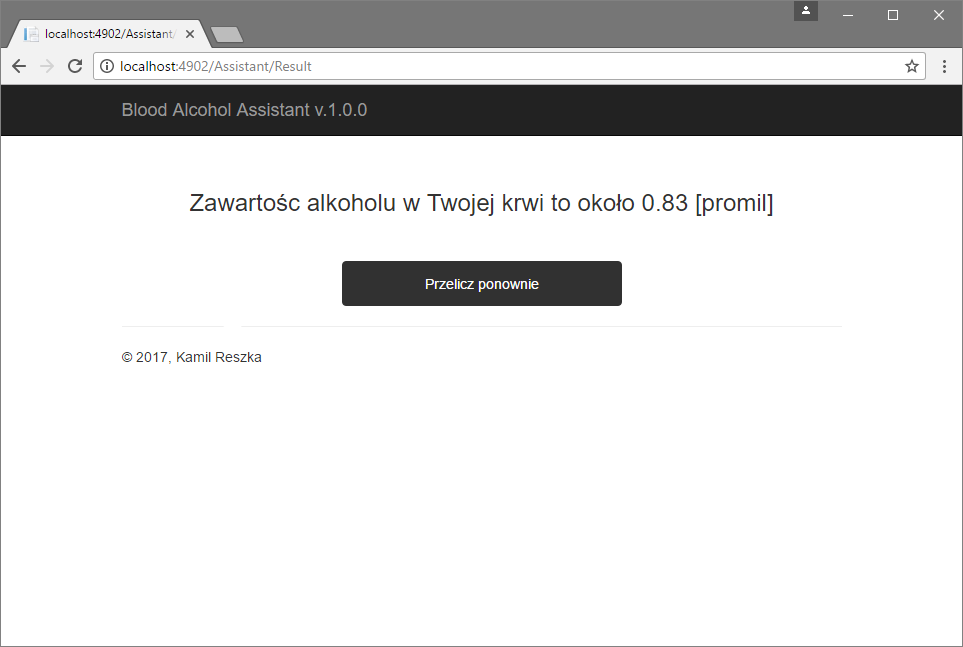 localhost:4902/Assistant/
localhost:4902/Assistant/Result
Blood Alcohol Assistant v.1.0.0
Zawartośc alkoholu w Twojej krwi to około 0.83 [promil]
Przelicz ponownie
© 2017, Kamil Reszka